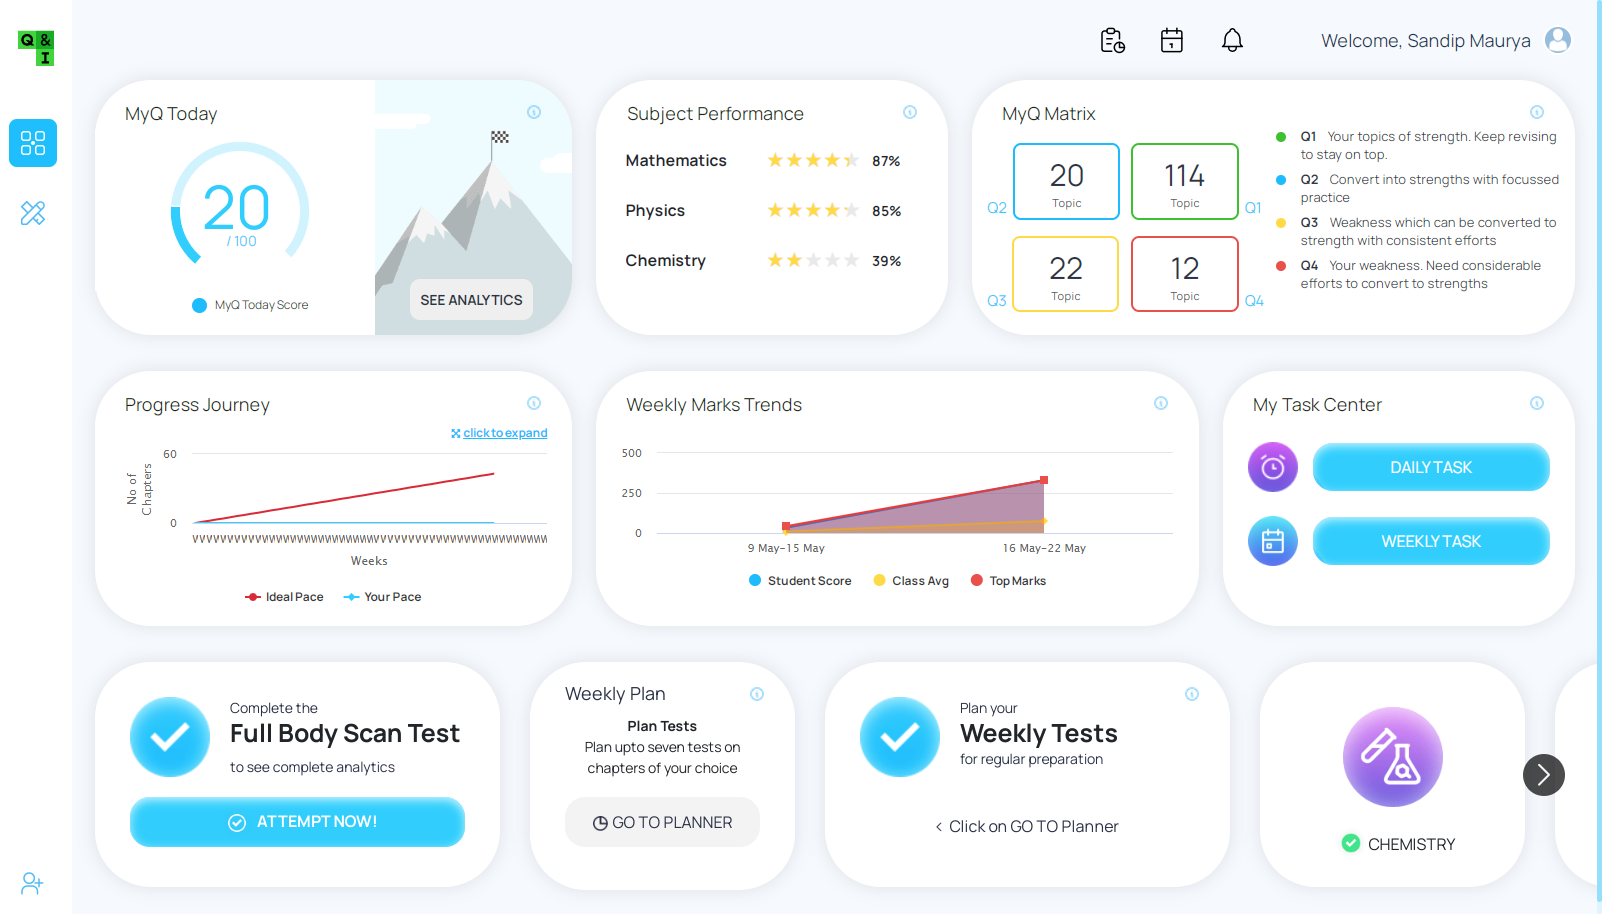 Q &
I
1
Welcome, Sandip Maurya
MyQ Today
20
/ 100
MyQ Today Score
SEE ANALYTICS
Subject Performance
Mathematics 87%
Physics 85%
Chemistry 39%
MyQ Matrix
Q2
20
Topic
114
Topic
Q1
Q3
22
Topic
12
Topic
Q4
Q1 Your topics of strength. Keep revising
to stay on top.
Q2 Convert into strengths with focussed
practice
Q3 Weakness which can be converted to
strength with consistent efforts
Q4 Your weakness. Need considerable
efforts to convert to strengths
Progress Journey
click to expand
No of
Chapters
60
0
Weeks
Ideal Pace Your Pace
Weekly Marks Trends
500
250
0
9 May-15 May 16 May-22 May
Student Score Class Avg Top Marks
My Task Center
DAILY TASK
WEEKLY TASK
Complete the
Full Body Scan Test
to see complete analytics
ATTEMPT NOW!
Weekly Plan
Plan Tests
Plan upto seven tests on
chapters of your choice
GO TO PLANNER
Plan your
Weekly Tests
for regular preparation
< Click on GO TO Planner
CHEMISTRY